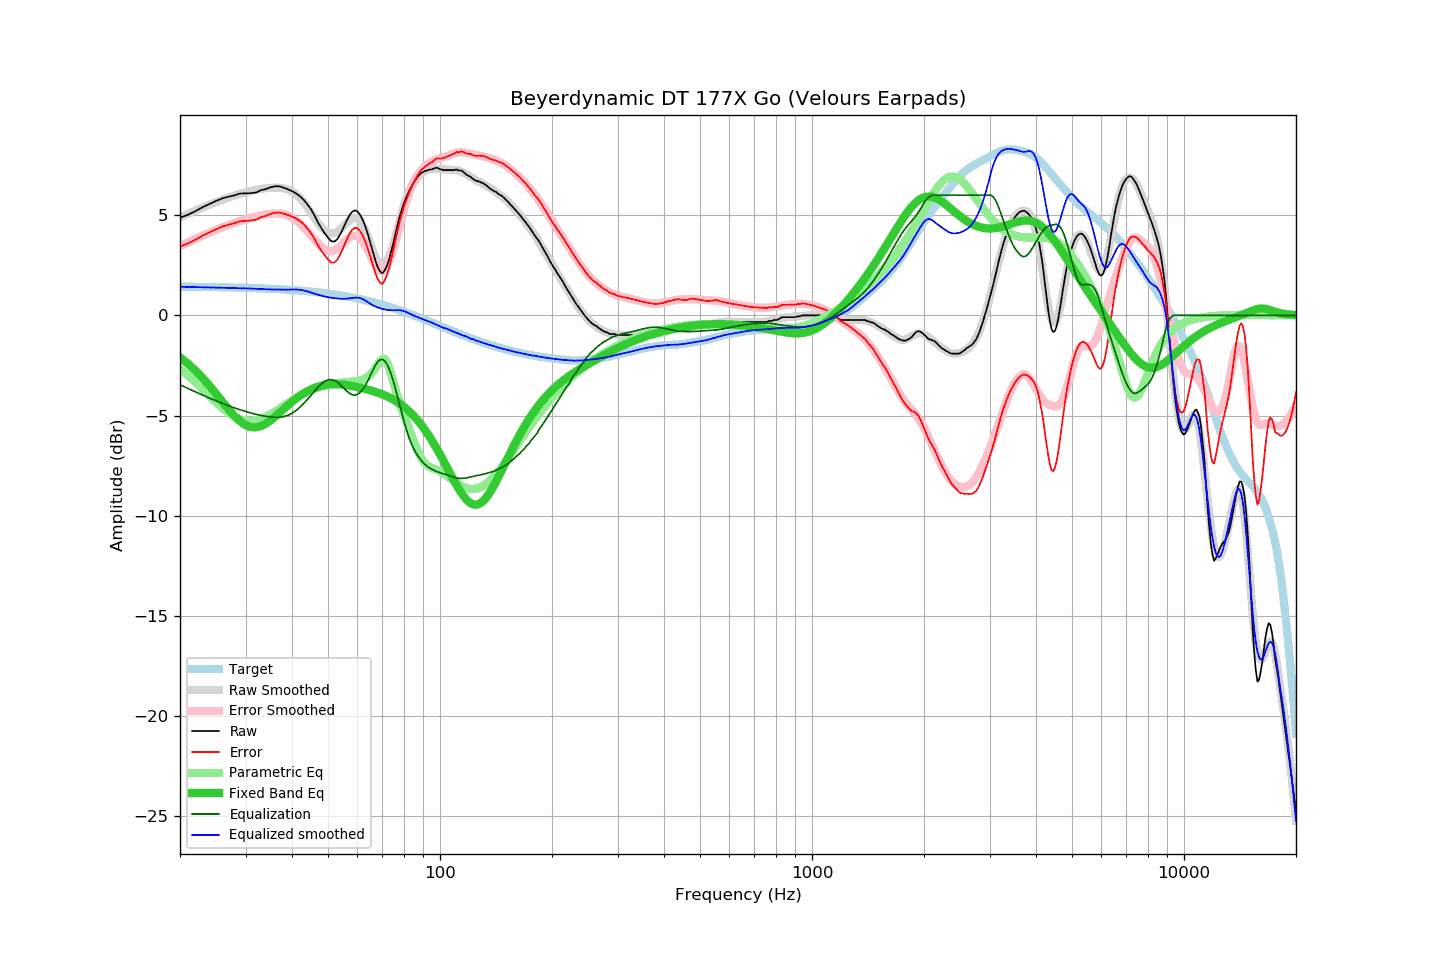 Beyerdynamic DT 177X Go (Velours Earpads)
Amplitude (dBr)
5
0
−5
−10
−15
−20
−25
Target
Raw Smoothed
Error Smoothed
Raw
Error
Parametric Eq
Fixed Band Eq
Equalization
Equalized smoothed
100
1000
10000
Frequency (Hz)